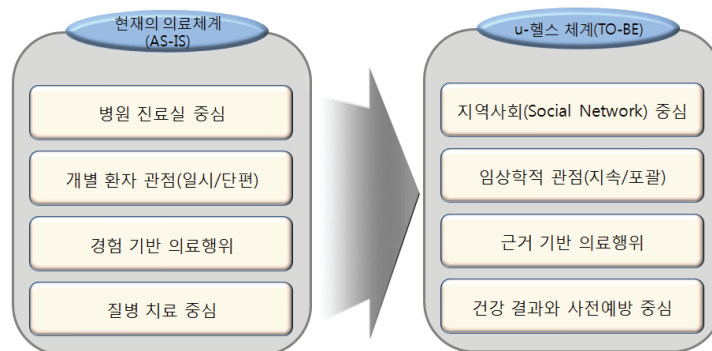 현재의 의료체계
(AS-IS)
병원 진료실 중심
개별 환자 관점(일시/단편)
경험 기반 의료행위
질병 치료 중심
u-헬스 체계(TO-BE)
지역사회(Social Network) 중심
임상학적 관점(지속/포괄)
근거 기반 의료행위
건강 결과와 사전예방 중심